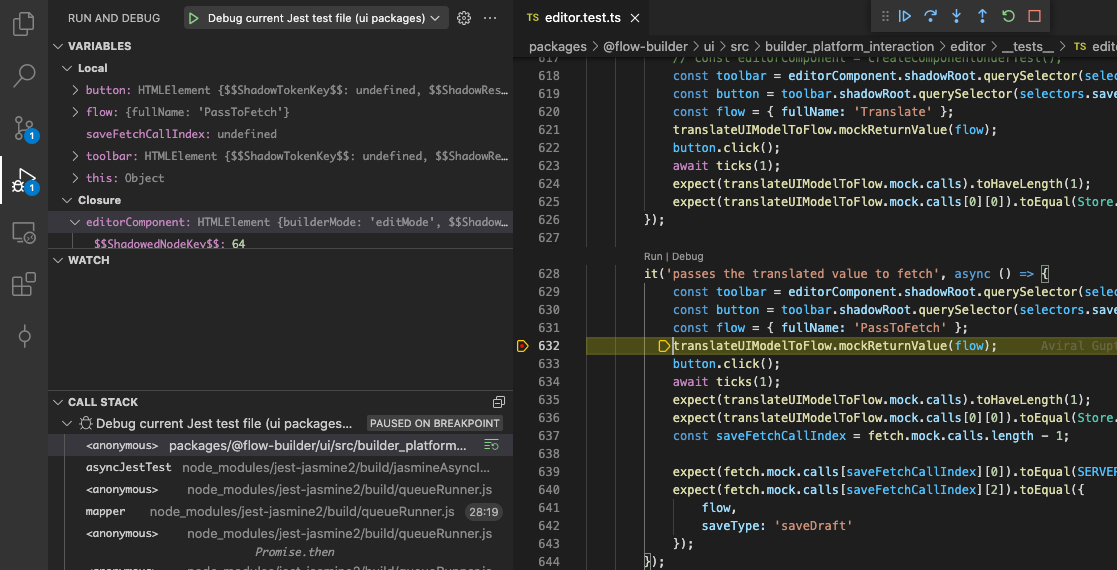 RUN AND DEBUG
Debug current Jest test file (ui packages)
VARIABLES
Local
button: HTMLElement {$$ShadowTokenKey$$: undefined, $$ShadowRes…
flow: {fullName: 'PassToFetch'}
saveFetchCallIndex: undefined
toolbar: HTMLElement {$$ShadowTokenKey$$: undefined, $$ShadowRe…
this: Object
Closure
editorComponent: HTMLElement {builderMode: 'editMode', $$Shadow…
$$ShadowedNodeKey$$: 64
WATCH
CALL STACK
Debug current Jest test file (ui packages…
PAUSED ON BREAKPOINT
<anonymous> packages/@flow-builder/ui/src/builder_platform…
asyncJestTest node_modules/jest-jasmine2/build/jasmineAsyncI…
<anonymous> node_modules/jest-jasmine2/build/queueRunner.js
mapper node_modules/jest-jasmine2/build/queueRunner.js 28:19
<anonymous> node_modules/jest-jasmine2/build/queueRunner.js
Promise.then
<anonymous> node_modules/jest-jasmine2/build/queueRunner.js
1
1
TS editor.test.ts
packages > @flow-builder > ui > src > builder_platform_interaction > editor > __tests__ > TS edit
617 // const editorComponent = createComponentUnderTest();
618 const toolbar = editorComponent.shadowRoot.querySelector(selec
619 const button = toolbar.shadowRoot.querySelector(selectors.save
620 const flow = { fullName: 'Translate' };
621 translateUIModelToFlow.mockReturnValue(flow);
622 button.click();
623 await ticks(1);
624 expect(translateUIModelToFlow.mock.calls).toHaveLength(1);
625 expect(translateUIModelToFlow.mock.calls[0][0]).toEqual(Store.
626 });
627
Run | Debug
628 it('passes the translated value to fetch', async () => {
629 const toolbar = editorComponent.shadowRoot.querySelector(selec
630 const button = toolbar.shadowRoot.querySelector(selectors.save
631 const flow = { fullName: 'PassToFetch' };
632 translateUIModelToFlow.mockReturnValue(flow); Aviral Gup
633 button.click();
634 await ticks(1);
635 expect(translateUIModelToFlow.mock.calls).toHaveLength(1);
636 expect(translateUIModelToFlow.mock.calls[0][0]).toEqual(Store.
637 const saveFetchCallIndex = fetch.mock.calls.length - 1;
638
639 expect(fetch.mock.calls[saveFetchCallIndex][0]).toEqual(SERVER
640 expect(fetch.mock.calls[saveFetchCallIndex][2]).toEqual({
641 flow,
642 saveType: 'saveDraft'
643 });
644 });